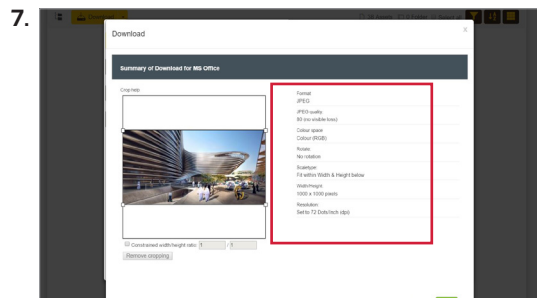 7.
Download
x
Summary of Download for MS Office
Crop help
Format
JPEG
JPEG quality
80 (no visible loss)
Colour space
Colour (RGB)
Rotate
No rotation
Scaletype
Fit within Width & Height below
Width/Height
1000 x 1000 pixels
Resolution
Set to 72 Dots/Inch (dpi)
Constrained width/height ratio 1 / 1
Remove cropping